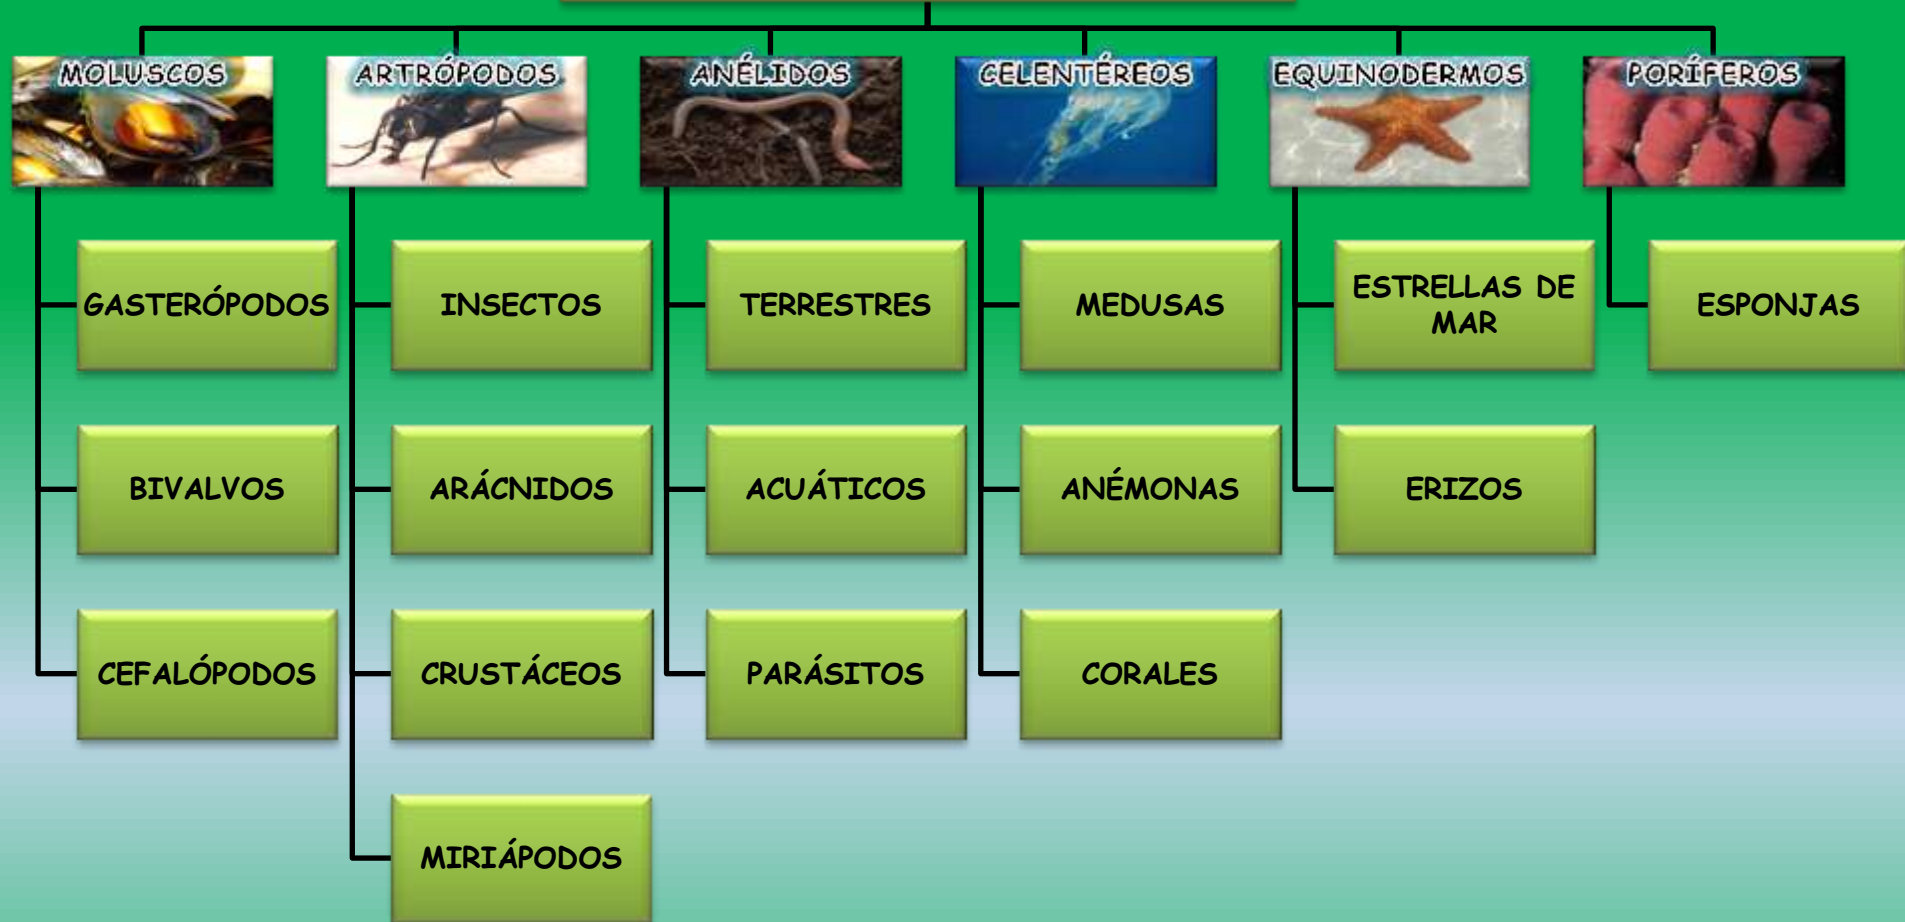 MOLUSCOS
ARTRÓPODOS
ANÉLIDOS
CELENTÉREOS
EQUINODERMOS
PORÍFEROS
GASTERÓPODOS
INSECTOS
TERRESTRES
MEDUSAS
ESTRELLAS DE
MAR
ESPONJAS
BIVALVOS
ARÁCNIDOS
ACUÁTICOS
ANÉMONAS
ERIZOS
CEFALÓPODOS
CRUSTÁCEOS
PARÁSITOS
CORALES
MIRIÁPODOS